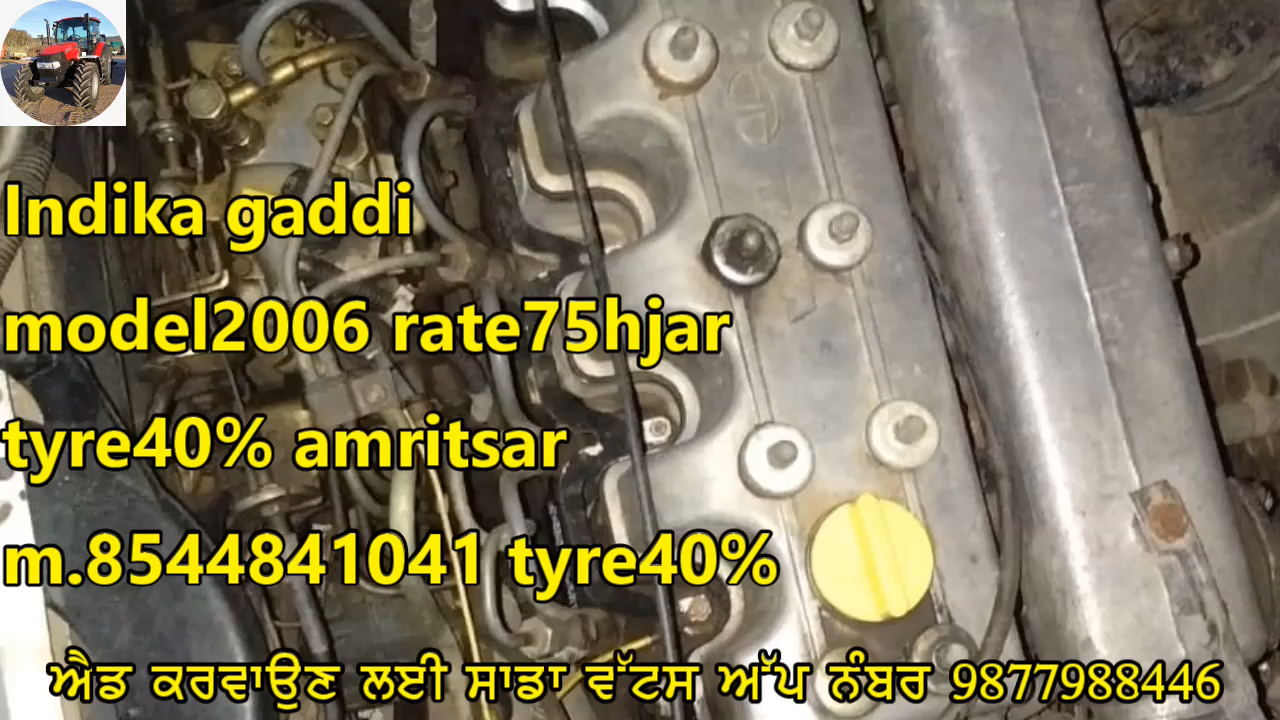 Indika gaddi
model2006 rate75hjar
tyre40% amritsar
m.8544841041 tyre40%
ਐਡ ਕਰਵਾਉਣ ਲਈ ਸਾਡਾ ਵੱਟਸ ਅੱਪ ਨੰਬਰ 9877988446